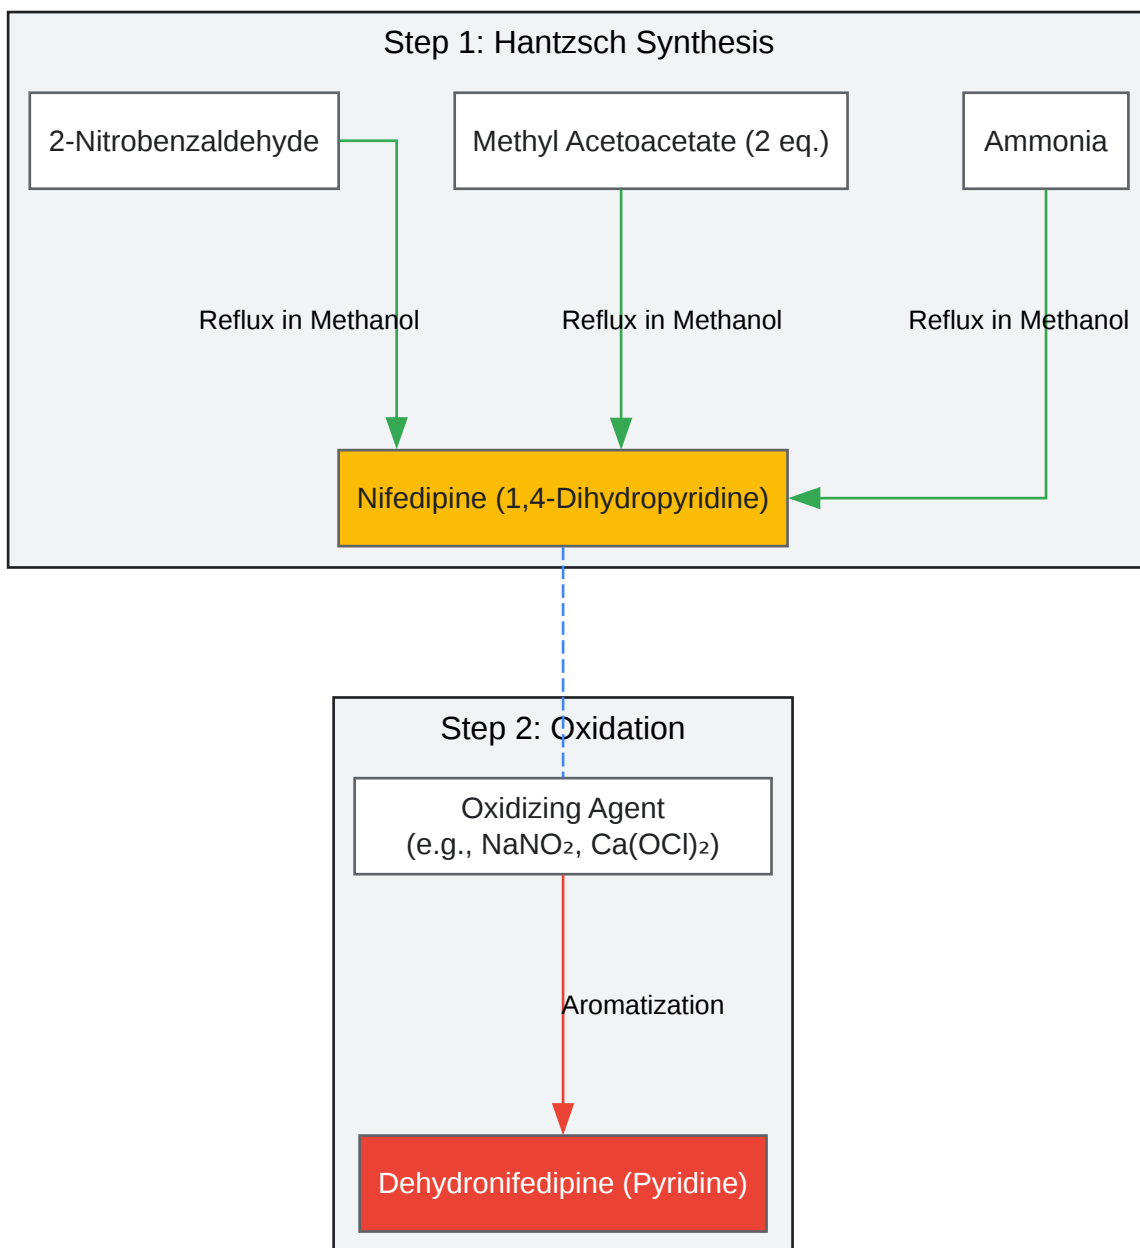 Step 1: Hantzsch Synthesis
2-Nitrobenzaldehyde
Methyl Acetoacetate (2 eq.)
Ammonia
Reflux in Methanol
Reflux in Methanol
Reflux in Methanol
Nifedipine (1,4-Dihydropyridine)
Step 2: Oxidation
Oxidizing Agent
(e.g., NaNO₂, Ca(OCl)₂)
Aromatization
Dehydronifedipine (Pyridine)